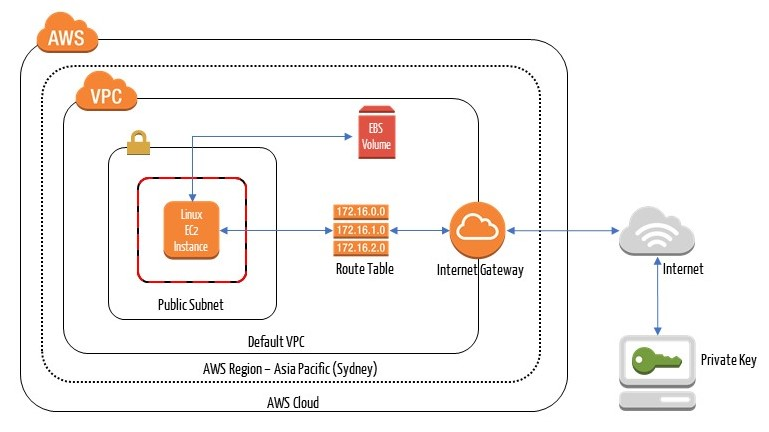 AWS
VPC
EBS
Volume
Linux
EC2
Instance
172.16.0.0
172.16.1.0
172.16.2.0
Route Table
Internet Gateway
Internet
Public Subnet
Default VPC
Private Key
AWS Region – Asia Pacific (Sydney)
AWS Cloud